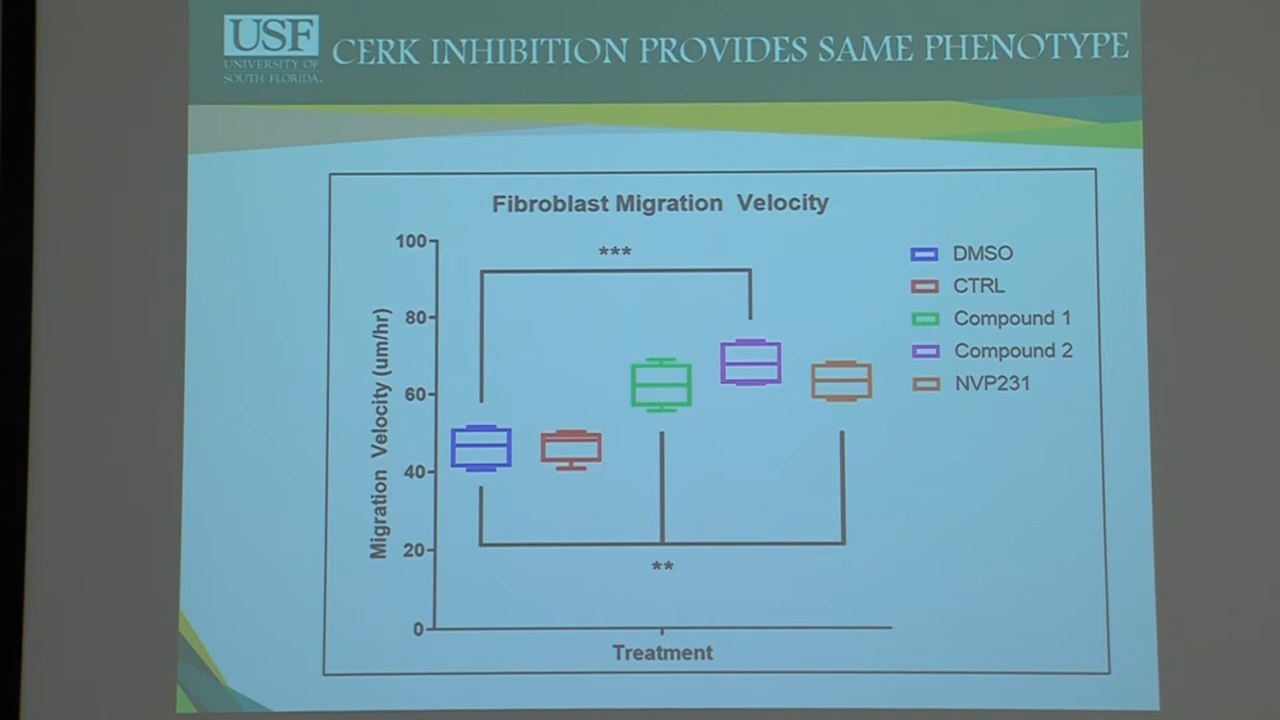 USF
UNIVERSITY OF
SOUTH FLORIDA
CERK INHIBITION PROVIDES SAME PHENOTYPE
Fibroblast Migration Velocity
Migration Velocity (um/hr)
100
80
60
40
20
0
***
**
Treatment
DMSO
CTRL
Compound 1
Compound 2
NVP231